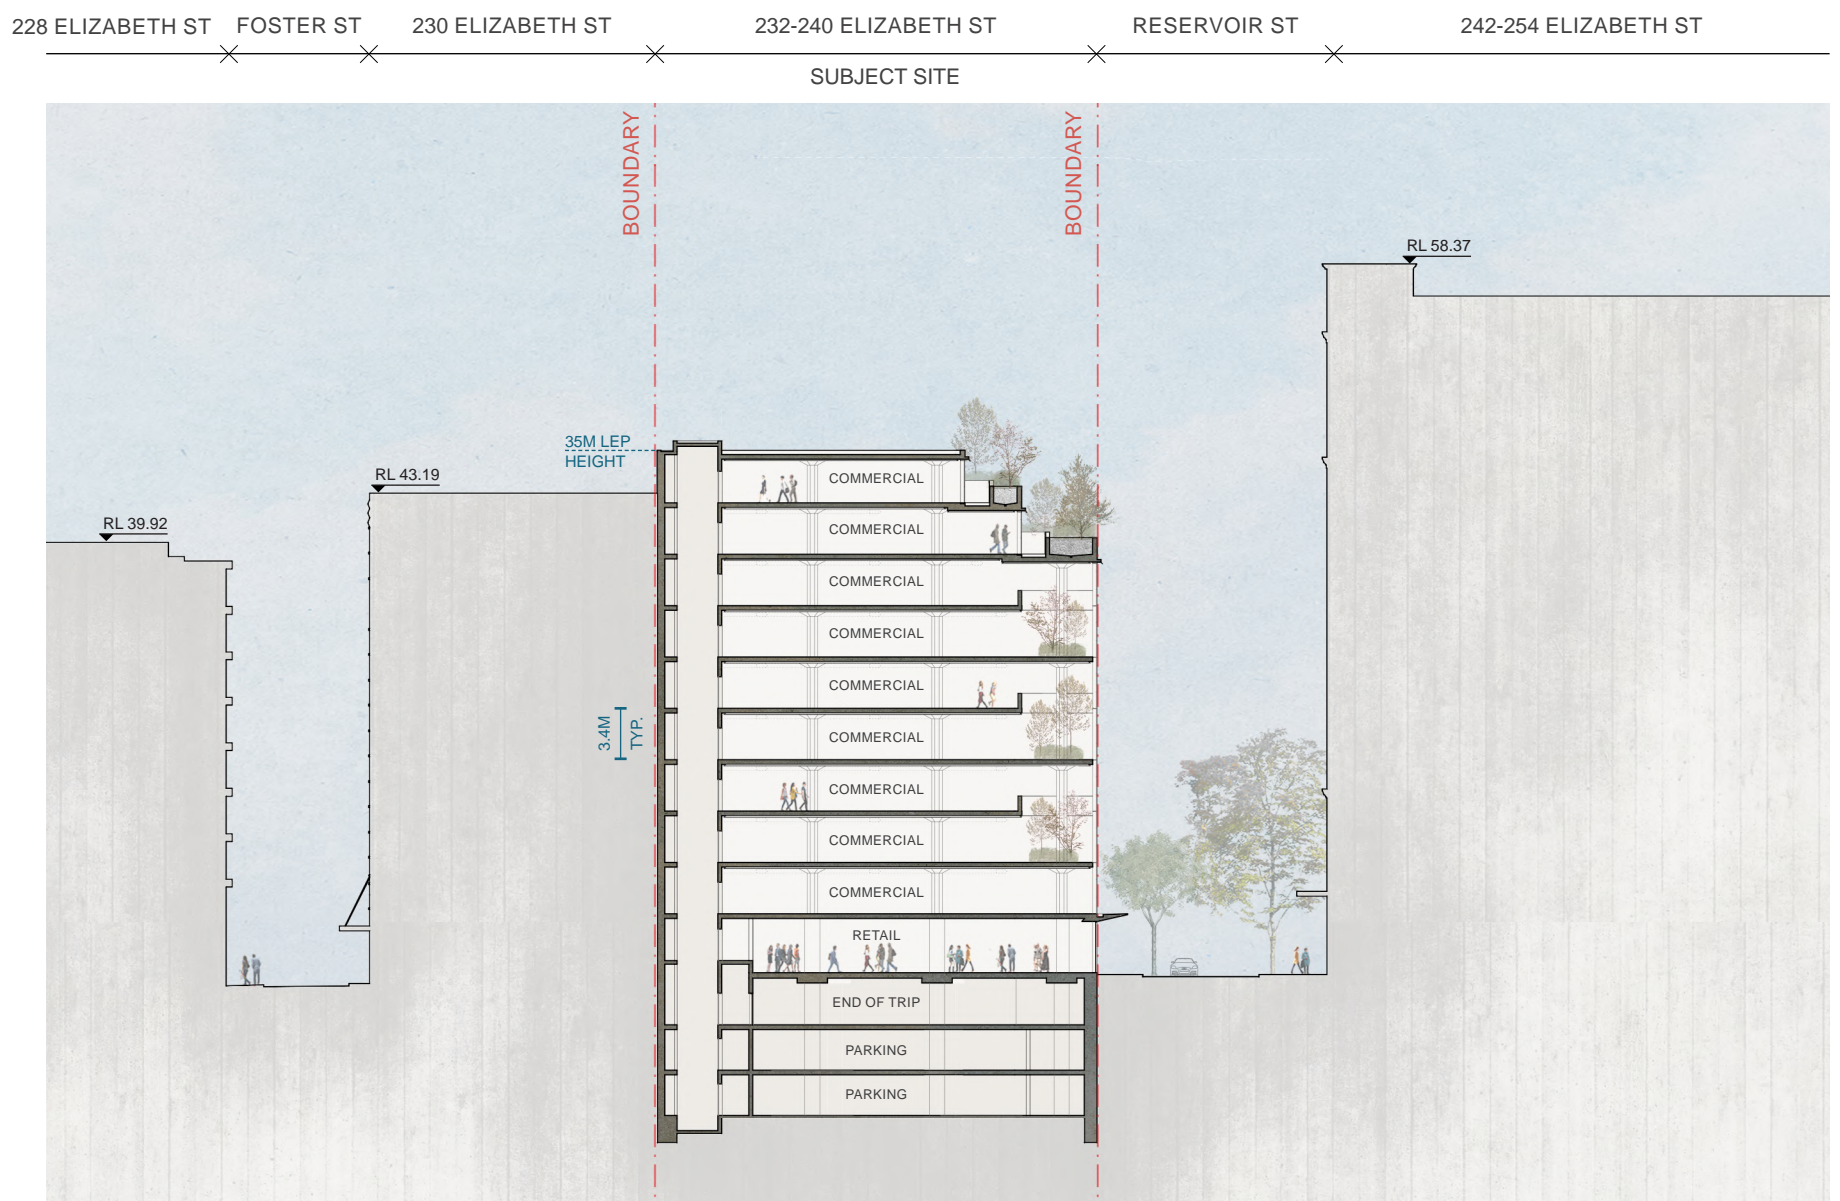 228 ELIZABETH ST
FOSTER ST
230 ELIZABETH ST
232-240 ELIZABETH ST
RESERVOIR ST
242-254 ELIZABETH ST
SUBJECT SITE
BOUNDARY
BOUNDARY
RL 58.37
35M LEP
HEIGHT
RL 43.19
RL 39.92
COMMERCIAL
COMMERCIAL
COMMERCIAL
COMMERCIAL
COMMERCIAL
3.4M
TYP.
COMMERCIAL
COMMERCIAL
COMMERCIAL
COMMERCIAL
RETAIL
END OF TRIP
PARKING
PARKING